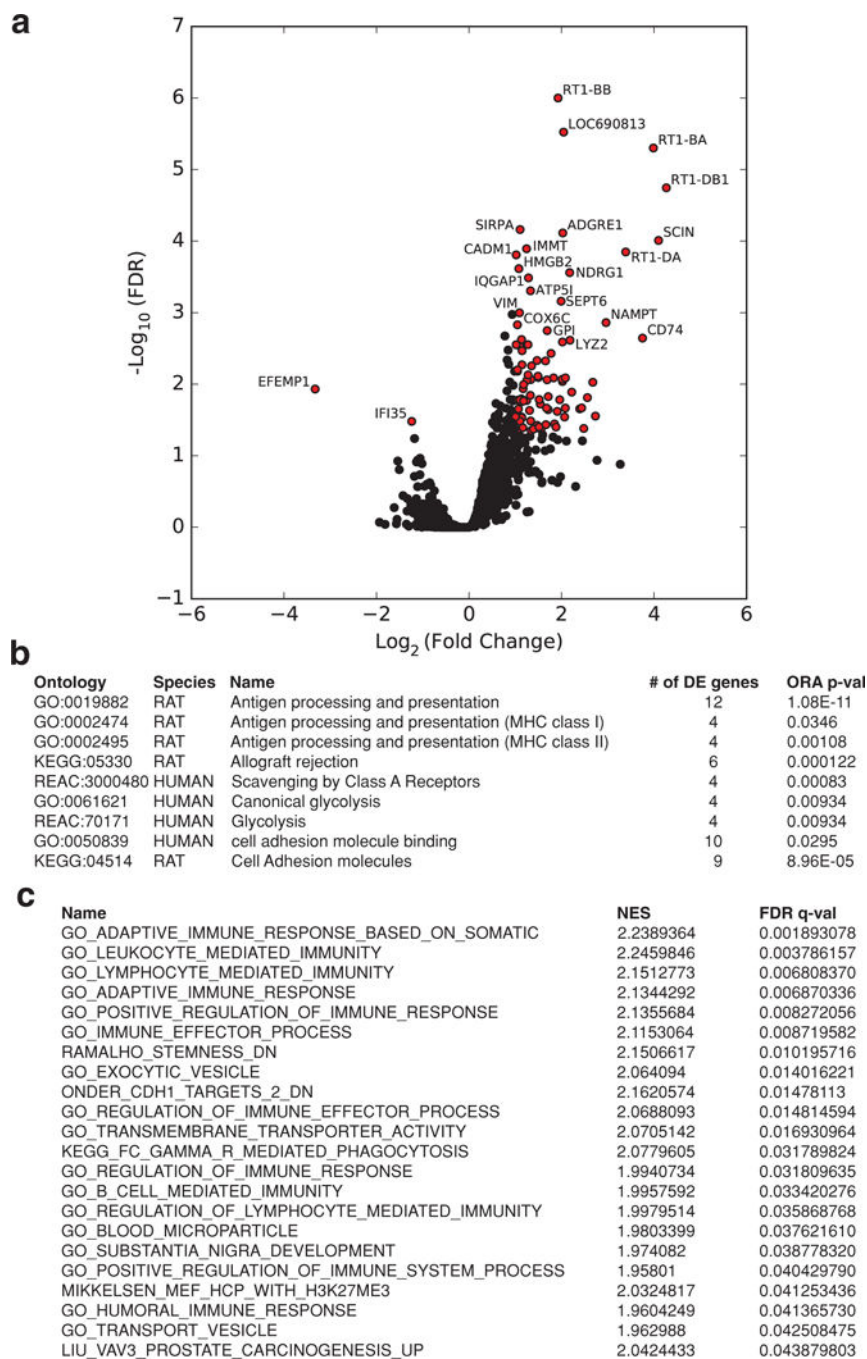 a
7
6
5
4
3
2
1
0
−1
-Log10 (FDR)
RT1-BB
LOC690813
RT1-BA
RT1-DB1
SIRPA
ADGRE1
SCIN
CADM1
IMMT
RT1-DA
HMGB2
NDRG1
IQGAP1
ATP5I
SEPT6
VIM
NAMPT
COX6C
GPI
CD74
LYZ2
EFEMP1
IFI35
−6 −4 −2 0 2 4 6
Log2 (Fold Change)
b
Ontology Species Name # of DE genes ORA p-val
GO:0019882 RAT Antigen processing and presentation 12 1.08E-11
GO:0002474 RAT Antigen processing and presentation (MHC class I) 4 0.0346
GO:0002495 RAT Antigen processing and presentation (MHC class II) 4 0.00108
KEGG:05330 RAT Allograft rejection 6 0.000122
REAC:3000480 HUMAN Scavenging by Class A Receptors 4 0.00083
GO:0061621 HUMAN Canonical glycolysis 4 0.00934
REAC:70171 HUMAN Glycolysis 4 0.00934
GO:0050839 HUMAN cell adhesion molecule binding 10 0.0295
KEGG:04514 RAT Cell Adhesion molecules 9 8.96E-05
c
Name NES FDR q-val
GO_ADAPTIVE_IMMUNE_RESPONSE_BASED_ON_SOMATIC 2.2389364 0.001893078
GO_LEUKOCYTE_MEDIATED_IMMUNITY 2.2459846 0.003786157
GO_LYMPHOCYTE_MEDIATED_IMMUNITY 2.1512773 0.006808370
GO_ADAPTIVE_IMMUNE_RESPONSE 2.1344292 0.006870336
GO_POSITIVE_REGULATION_OF_IMMUNE_RESPONSE 2.1355684 0.008272056
GO_IMMUNE_EFFECTOR_PROCESS 2.1153064 0.008719582
RAMALHO_STEMNESS_DN 2.1506617 0.010195716
GO_EXOCYTIC_VESICLE 2.064094 0.014016221
ONDER_CDH1_TARGETS_2_DN 2.1620574 0.01478113
GO_REGULATION_OF_IMMUNE_EFFECTOR_PROCESS 2.0688093 0.014814594
GO_TRANSMEMBRANE_TRANSPORTER_ACTIVITY 2.0705142 0.016930964
KEGG_FC_GAMMA_R_MEDIATED_PHAGOCYTOSIS 2.0779605 0.031789824
GO_REGULATION_OF_IMMUNE_RESPONSE 1.9940734 0.031809635
GO_B_CELL_MEDIATED_IMMUNITY 1.9957592 0.033420276
GO_REGULATION_OF_LYMPHOCYTE_MEDIATED_IMMUNITY 1.9979514 0.035868768
GO_BLOOD_MICROPARTICLE 1.9803399 0.037621610
GO_SUBSTANTIA_NIGRA_DEVELOPMENT 1.974082 0.038778320
GO_POSITIVE_REGULATION_OF_IMMUNE_SYSTEM_PROCESS 1.95801 0.040429790
MIKKELSEN_MEF_HCP_WITH_H3K27ME3 2.0324817 0.041253436
GO_HUMORAL_IMMUNE_RESPONSE 1.9604249 0.041365730
GO_TRANSPORT_VESICLE 1.962988 0.042508475
LIU_VAV3_PROSTATE_CARCINOGENESIS_UP 2.0424433 0.043879803